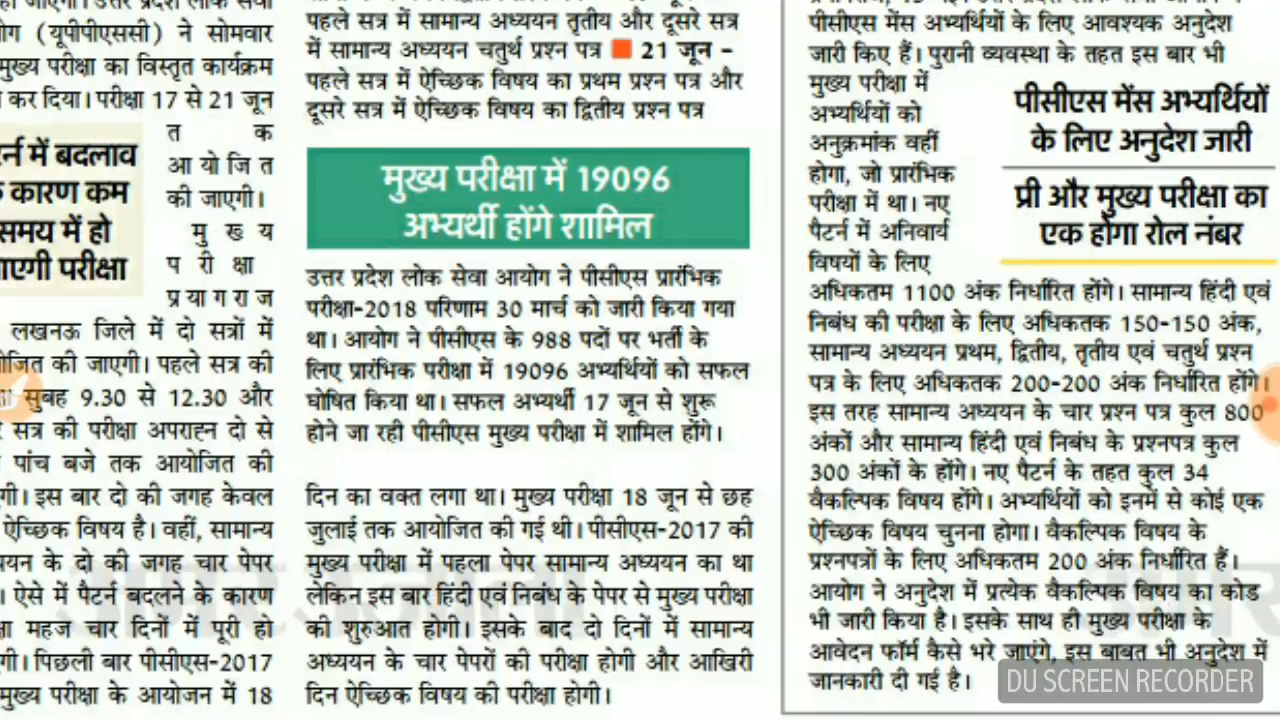 ोग (यूपीपीएससी) ने सोमवार
मुख्य परीक्षा का विस्तृत कार्यक्रम
कर दिया। परीक्षा 17 से 21 जून
त क
आ यो जि त
की जाएगी।
मु ख्य
प री क्षा
प्र या ग रा ज
लखनऊ जिले में दो सत्रों में
ोजित की जाएगी। पहले सत्र की
सुबह 9.30 से 12.30 और
सत्र की परीक्षा अपराह्न दो से
पांच बजे तक आयोजित की
गी। इस बार दो की जगह केवल
ऐच्छिक विषय है। वहीं, सामान्य
ययन के दो की जगह चार पेपर
। ऐसे में पैटर्न बदलने के कारण
क्षा महज चार दिनों में पूरी हो
गी। पिछली बार पीसीएस-2017
मुख्य परीक्षा के आयोजन में 18
र्न में बदलाव
कारण कम
समय में हो
ाएगी परीक्षा
पहले सत्र में सामान्य अध्ययन तृतीय और दूसरे सत्र
में सामान्य अध्ययन चतुर्थ प्रश्न पत्र ■ 21 जून –
पहले सत्र में ऐच्छिक विषय का प्रथम प्रश्न पत्र और
दूसरे सत्र में ऐच्छिक विषय का द्वितीय प्रश्न पत्र
मुख्य परीक्षा में 19096
अभ्यर्थी होंगे शामिल
उत्तर प्रदेश लोक सेवा आयोग ने पीसीएस प्रारंभिक
परीक्षा-2018 परिणाम 30 मार्च को जारी किया गया
था। आयोग ने पीसीएस के 988 पदों पर भर्ती के
लिए प्रारंभिक परीक्षा में 19096 अभ्यर्थियों को सफल
घोषित किया था। सफल अभ्यर्थी 17 जून से शुरू
होने जा रही पीसीएस मुख्य परीक्षा में शामिल होंगे।
दिन का वक्त लगा था। मुख्य परीक्षा 18 जून से छह
जुलाई तक आयोजित की गई थी। पीसीएस-2017 की
मुख्य परीक्षा में पहला पेपर सामान्य अध्ययन का था
लेकिन इस बार हिंदी एवं निबंध के पेपर से मुख्य परीक्षा
की शुरुआत होगी। इसके बाद दो दिनों में सामान्य
अध्ययन के चार पेपरों की परीक्षा होगी और आखिरी
दिन ऐच्छिक विषय की परीक्षा होगी।
पीसीएस मेंस अभ्यर्थियों के लिए आवश्यक अनुदेश
जारी किए हैं। पुरानी व्यवस्था के तहत इस बार भी
मुख्य परीक्षा में
अभ्यर्थियों को
अनुक्रमांक वहीं
होगा, जो प्रारंभिक
परीक्षा में था। नए
पैटर्न में अनिवार्य
विषयों के लिए
पीसीएस मेंस अभ्यर्थियों
के लिए अनुदेश जारी
प्री और मुख्य परीक्षा का
एक होगा रोल नंबर
अधिकतम 1100 अंक निर्धारित होंगे। सामान्य हिंदी एवं
निबंध की परीक्षा के लिए अधिकतक 150-150 अंक,
सामान्य अध्ययन प्रथम, द्वितीय, तृतीय एवं चतुर्थ प्रश्न
पत्र के लिए अधिकतक 200-200 अंक निर्धारित होंगे।
इस तरह सामान्य अध्ययन के चार प्रश्न पत्र कुल 800
अंकों और सामान्य हिंदी एवं निबंध के प्रश्नपत्र कुल
300 अंकों के होंगे। नए पैटर्न के तहत कुल 34
वैकल्पिक विषय होंगे। अभ्यर्थियों को इनमें से कोई एक
ऐच्छिक विषय चुनना होगा। वैकल्पिक विषय के
प्रश्नपत्रों के लिए अधिकतम 200 अंक निर्धारित हैं।
आयोग ने अनुदेश में प्रत्येक वैकल्पिक विषय का कोड
भी जारी किया है। इसके साथ ही मुख्य परीक्षा के
आवेदन फॉर्म कैसे भरे जाएंगे, इस बाबत भी अनुदेश में
जानकारी दी गई है।
DU SCREEN RECORDER